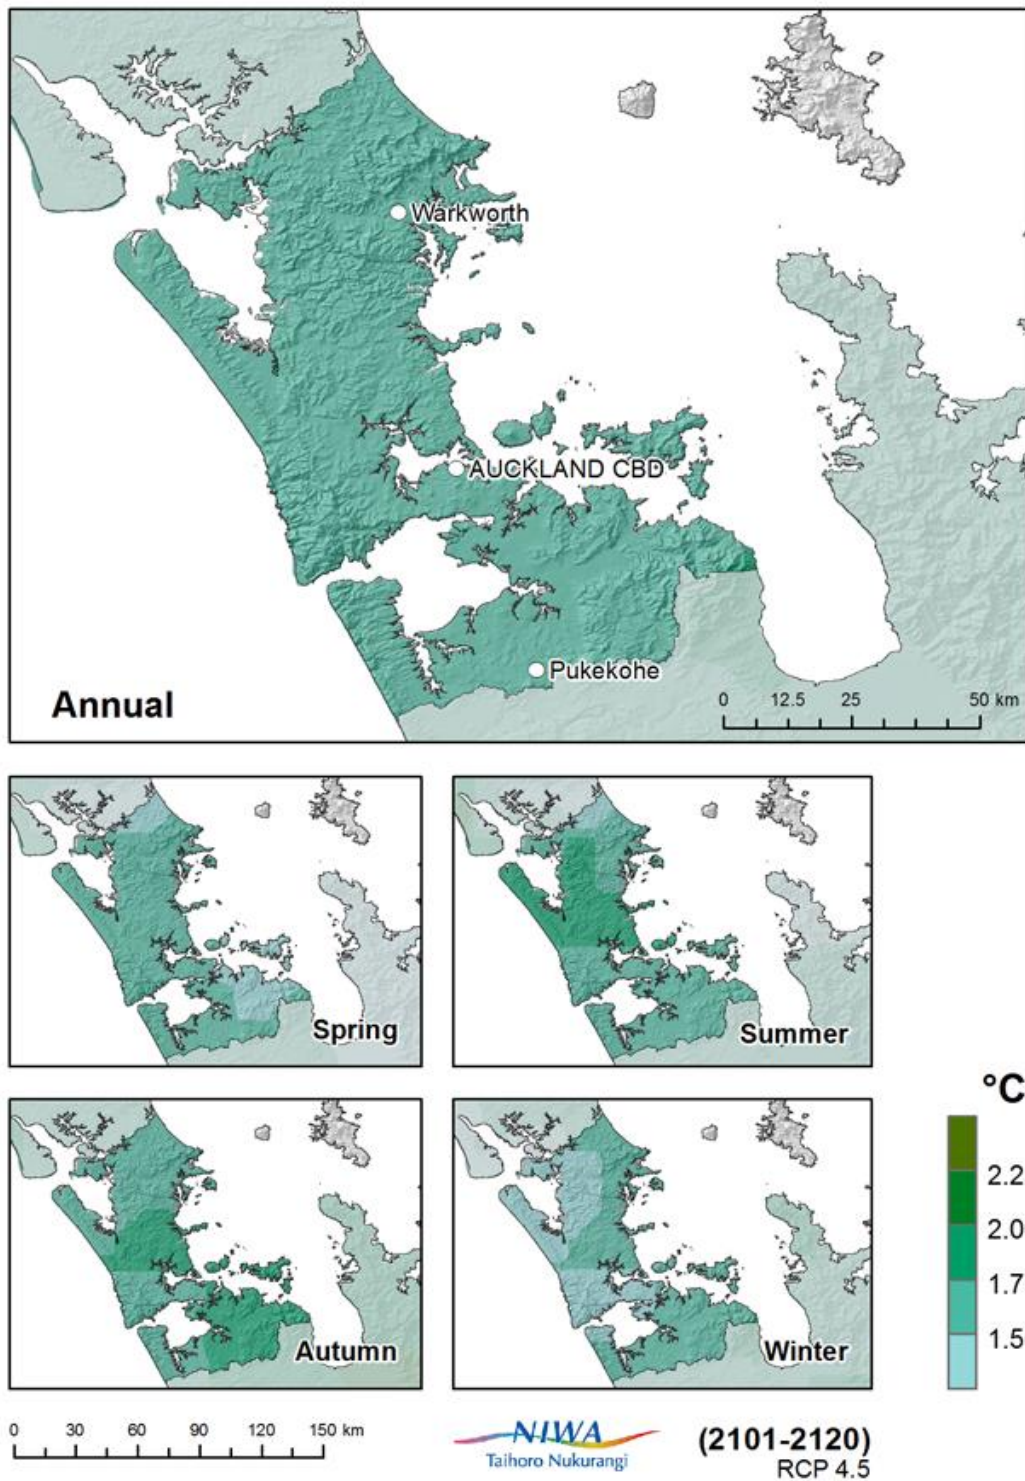 Warkworth
AUCKLAND CBD
Pukekohe
Annual
0 12.5 25 50 km
Spring
Summer
Autumn
Winter
°C
2.2
2.0
1.7
1.5
0 30 60 90 120 150 km
NIWA
Taihoro Nukurangi
(2101-2120)
RCP 4.5